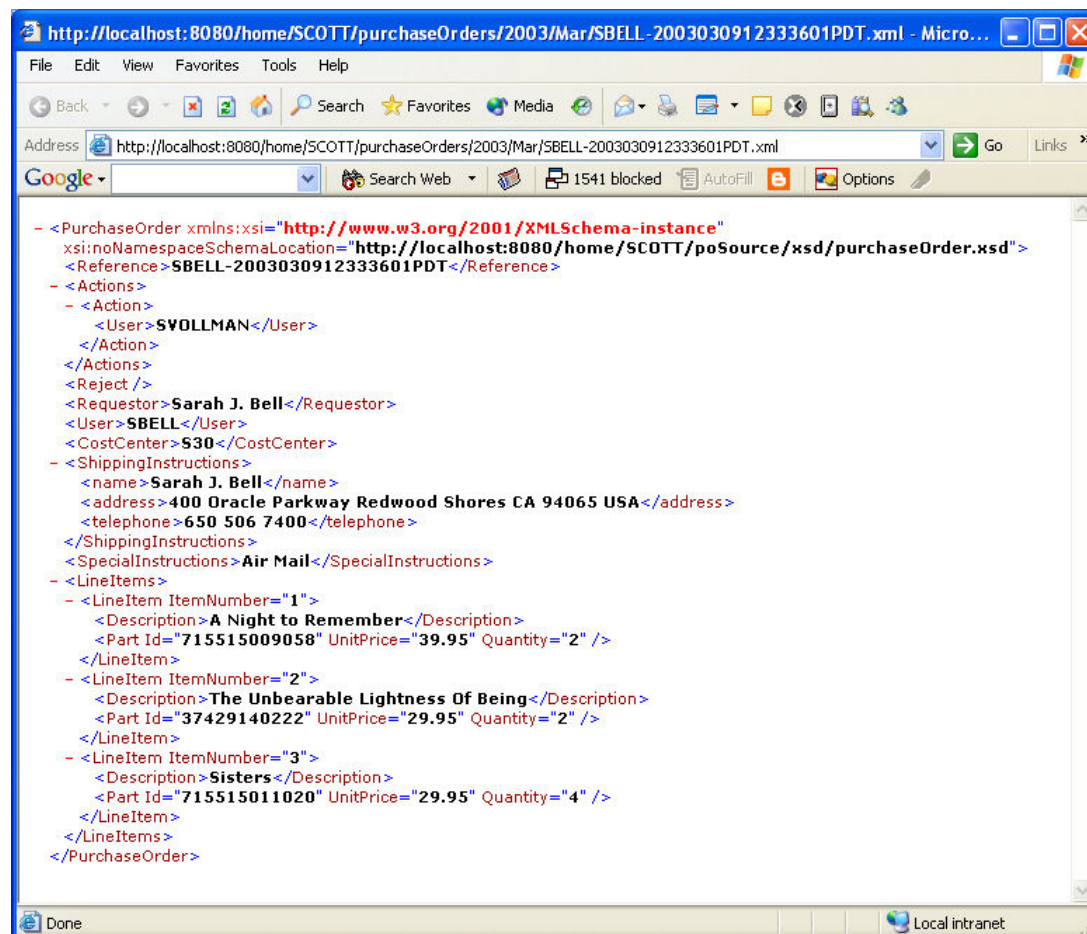 http://localhost:8080/home/SCOTT/purchaseOrders/2003/Mar/SBELL-2003030912333601PDT.xml - Micro...
File Edit View Favorites Tools Help
Back Search Favorites Media
Address http://localhost:8080/home/SCOTT/purchaseOrders/2003/Mar/SBELL-2003030912333601PDT.xml Go Links »
Google Search Web 1541 blocked AutoFill Options
- <PurchaseOrder xmlns:xsi="http://www.w3.org/2001/XMLSchema-instance"
xsi:noNamespaceSchemaLocation="http://localhost:8080/home/SCOTT/poSource/xsd/purchaseOrder.xsd">
<Reference>SBELL-2003030912333601PDT</Reference>
- <Actions>
- <Action>
<User>SVOLLMAN</User>
</Action>
</Actions>
<Reject />
<Requestor>Sarah J. Bell</Requestor>
<User>SBELL</User>
<CostCenter>S30</CostCenter>
- <ShippingInstructions>
<name>Sarah J. Bell</name>
<address>400 Oracle Parkway Redwood Shores CA 94065 USA</address>
<telephone>650 506 7400</telephone>
</ShippingInstructions>
<SpecialInstructions>Air Mail</SpecialInstructions>
- <LineItems>
- <LineItem ItemNumber="1">
<Description>A Night to Remember</Description>
<Part Id="715515009058" UnitPrice="39.95" Quantity="2" />
</LineItem>
- <LineItem ItemNumber="2">
<Description>The Unbearable Lightness Of Being</Description>
<Part Id="37429140222" UnitPrice="29.95" Quantity="2" />
</LineItem>
- <LineItem ItemNumber="3">
<Description>Sisters</Description>
<Part Id="715515011020" UnitPrice="29.95" Quantity="4" />
</LineItem>
</LineItems>
</PurchaseOrder>
Done Local intranet